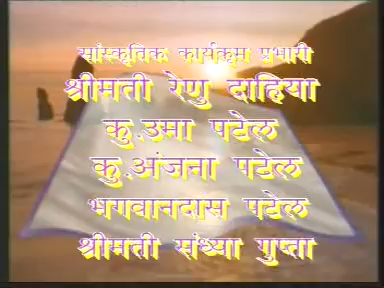 सांस्कृतिक कार्यक्रम प्रभारी
श्रीमती रेणु दाहिया
कु.उमा पटेल
कु.अंजना पटेल
भगवानदास पटेल
श्रीमती संध्या गुप्ता